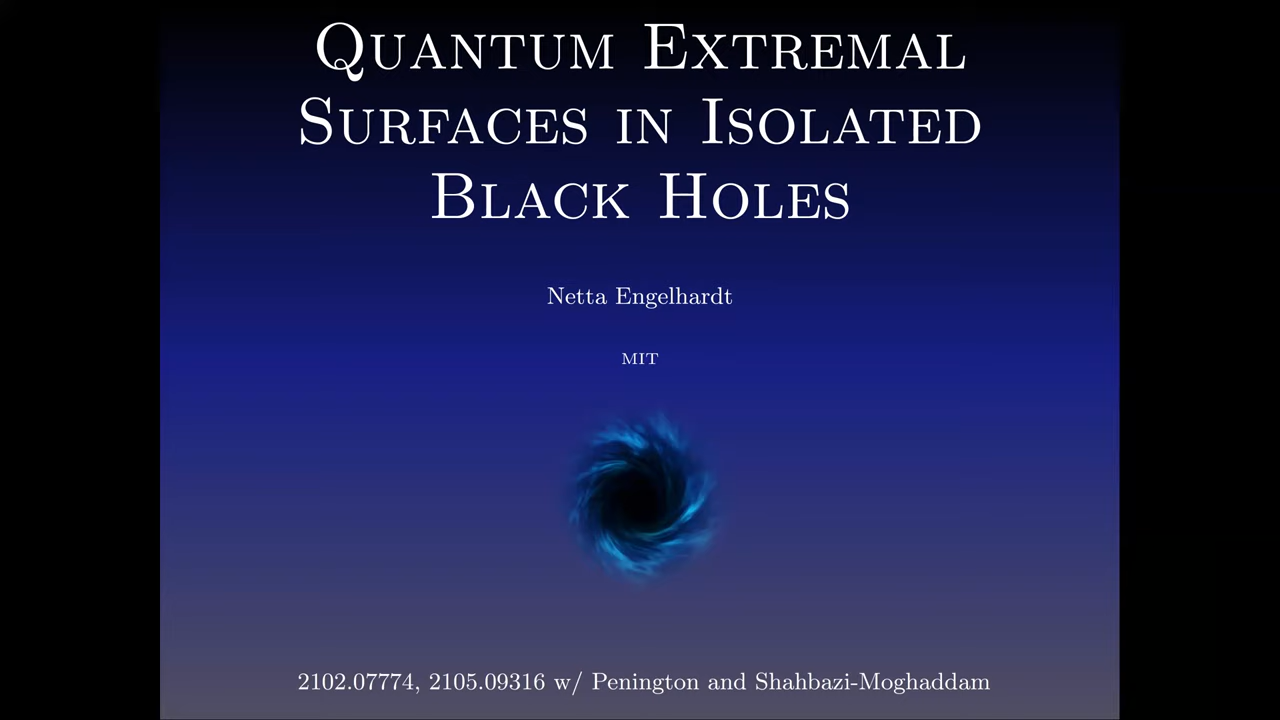 Quantum Extremal
Surfaces in Isolated
Black Holes
Netta Engelhardt
MIT
2102.07774, 2105.09316 w/ Penington and Shahbazi-Moghaddam